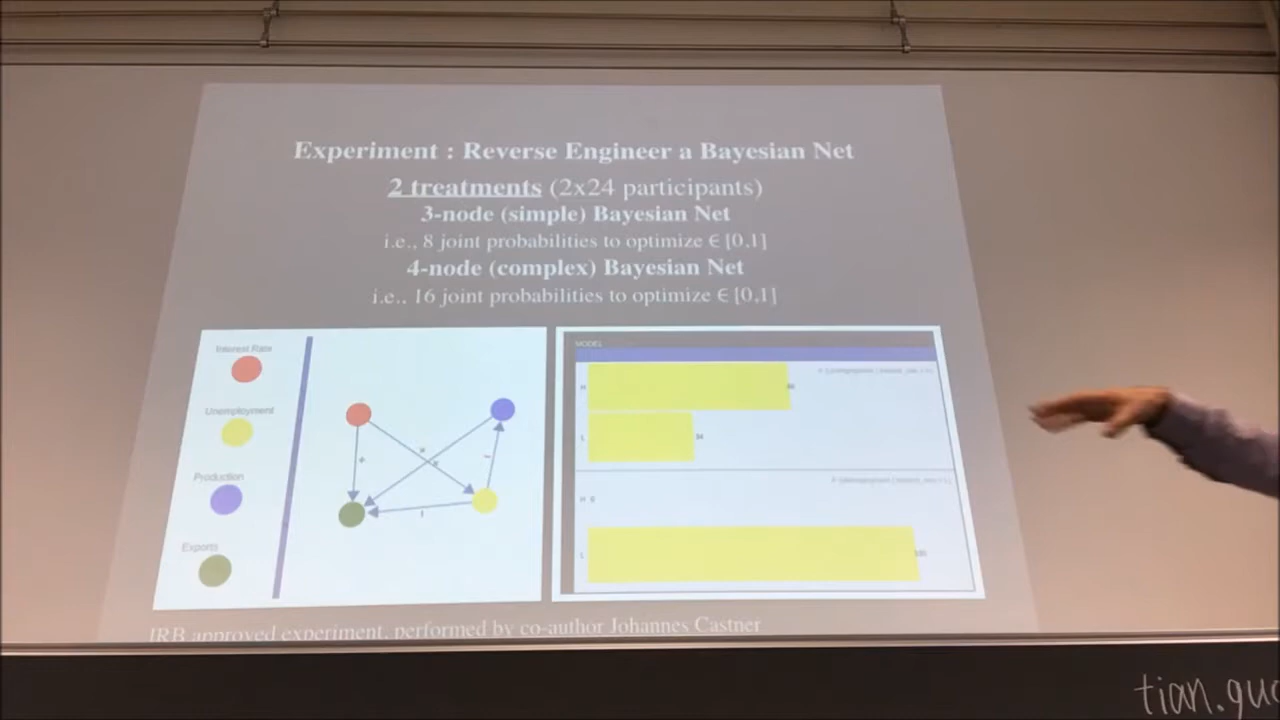 Experiment : Reverse Engineer a Bayesian Net
2 treatments (2x24 participants)
3-node (simple) Bayesian Net
i.e., 8 joint probabilities to optimize ∈ [0,1]
4-node (complex) Bayesian Net
i.e., 16 joint probabilities to optimize ∈ [0,1]
Interest Rate
Unemployment
Production
Exports
MODEL
H
L
34
H 0
L
IRB approved experiment, performed by co-author Johannes Castner